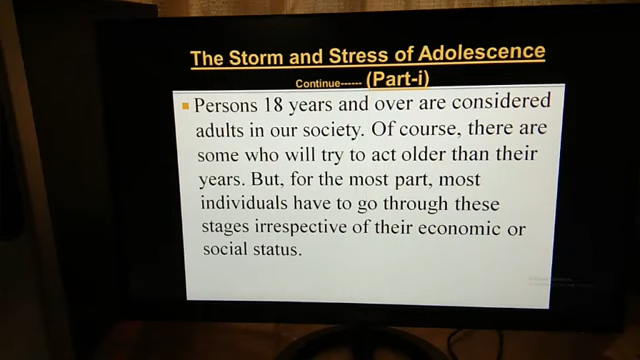 The Storm and Stress of Adolescence
Continue------ (Part-i)
Persons 18 years and over are considered
adults in our society. Of course, there are
some who will try to act older than their
years. But, for the most part, most
individuals have to go through these
stages irrespective of their economic or
social status.